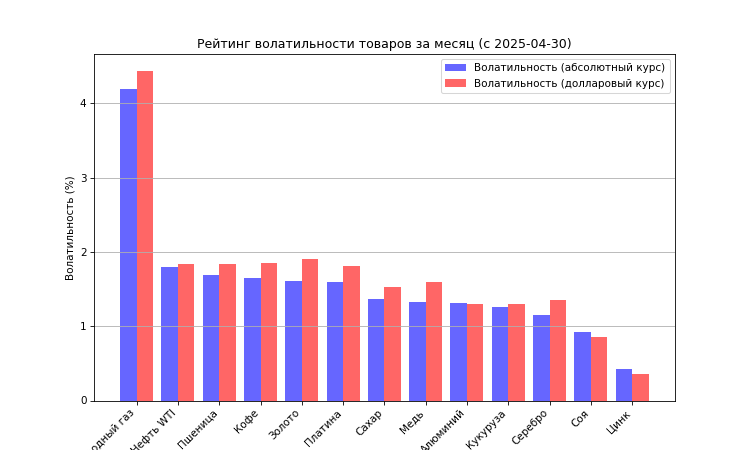 Рейтинг волатильности товаров за месяц (с 2025-04-30)
Волатильность (абсолютный курс)
Волатильность (долларовый курс)
Волатильность (%)
4
3
2
1
0
одный газ
Нефть WTI
Пшеница
Кофе
Золото
Платина
Сахар
Медь
Алюминий
Кукуруза
Серебро
Соя
Цинк